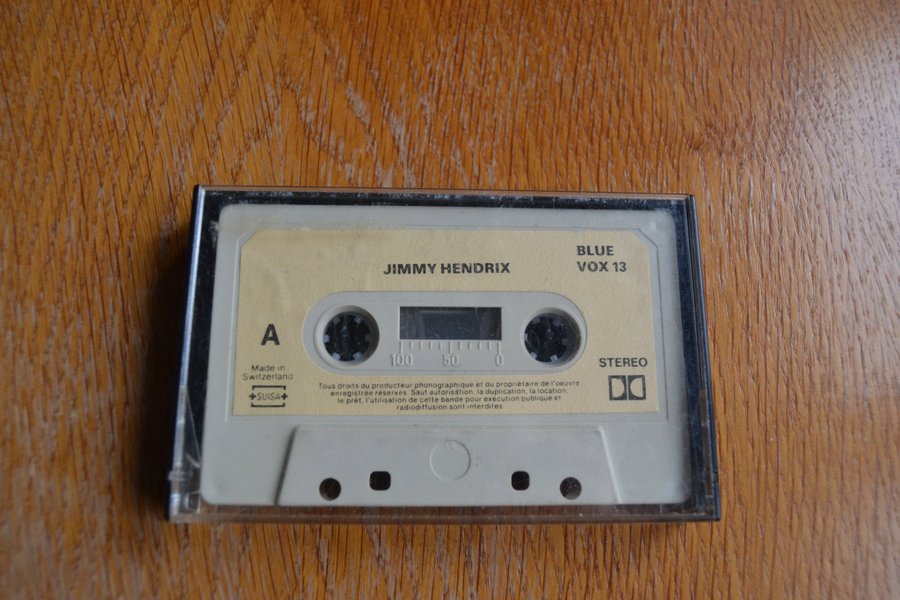 BLUE
JIMMY HENDRIX
VOX 13
A
100 50 0
Made in
Switzerland
STEREO
+SUISA+
Tous droits du producteur phonographique et du propriétaire de l'oeuvre
enregistrée réservés. Sauf autorisation, la duplication, la location,
le prêt, l'utilisation de cette bande pour exécution publique et
radiodiffusion sont interdites.